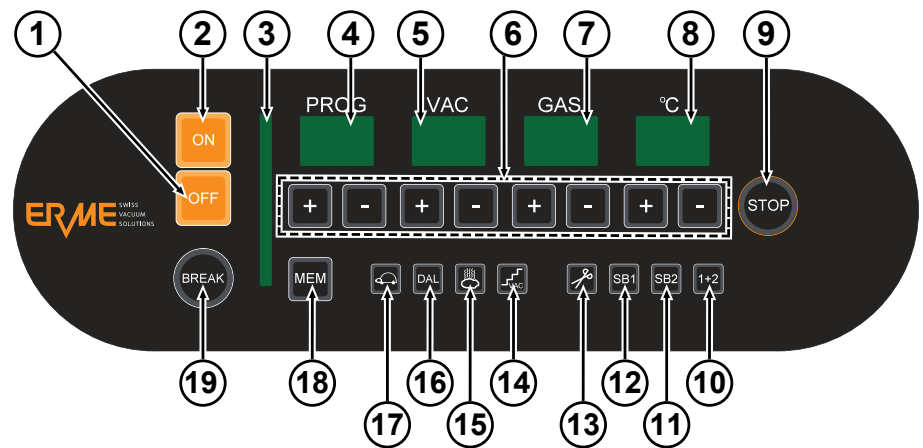 1 2 3 4 5 6 7 8 9
PROG VAC GAS °C
ON
OFF
ERME SWISS VACUUM SOLUTIONS
+ - + - + - + -
STOP
BREAK
MEM
DAL
VAC
SB1
SB2
1+2
19 18 17 16 15 14 13 12 11 10